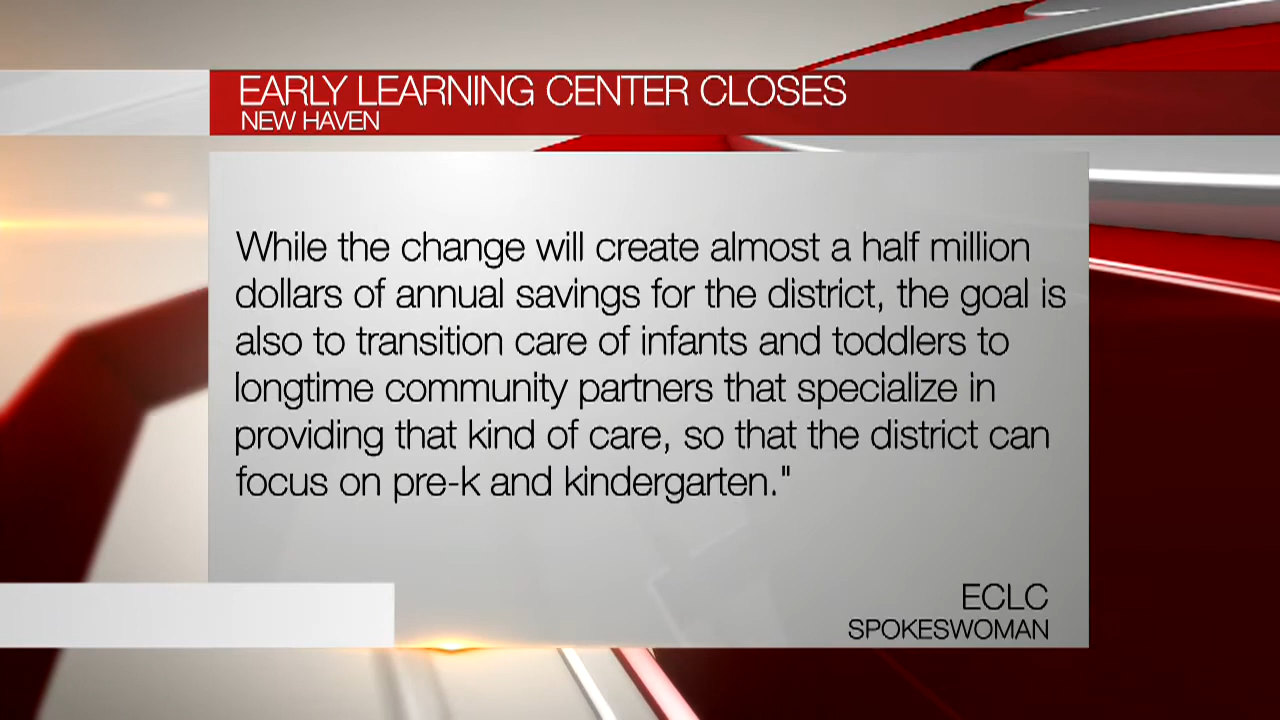 EARLY LEARNING CENTER CLOSES
NEW HAVEN
While the change will create almost a half million
dollars of annual savings for the district, the goal is
also to transition care of infants and toddlers to
longtime community partners that specialize in
providing that kind of care, so that the district can
focus on pre-k and kindergarten."
ECLC
SPOKESWOMAN